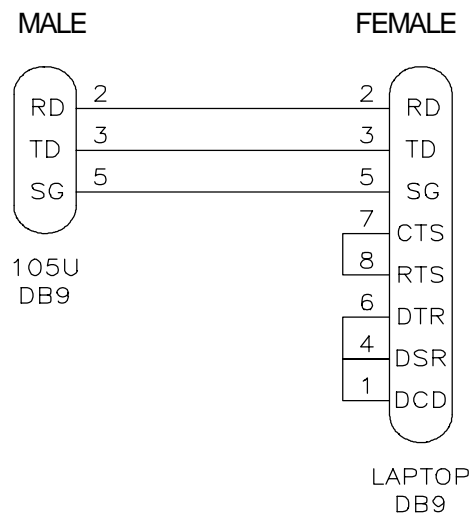 MALE FEMALE
RD 2 2 RD
TD 3 3 TD
SG 5 5 SG
7 CTS
8 RTS
6 DTR
4 DSR
1 DCD
105U
DB9
LAPTOP
DB9